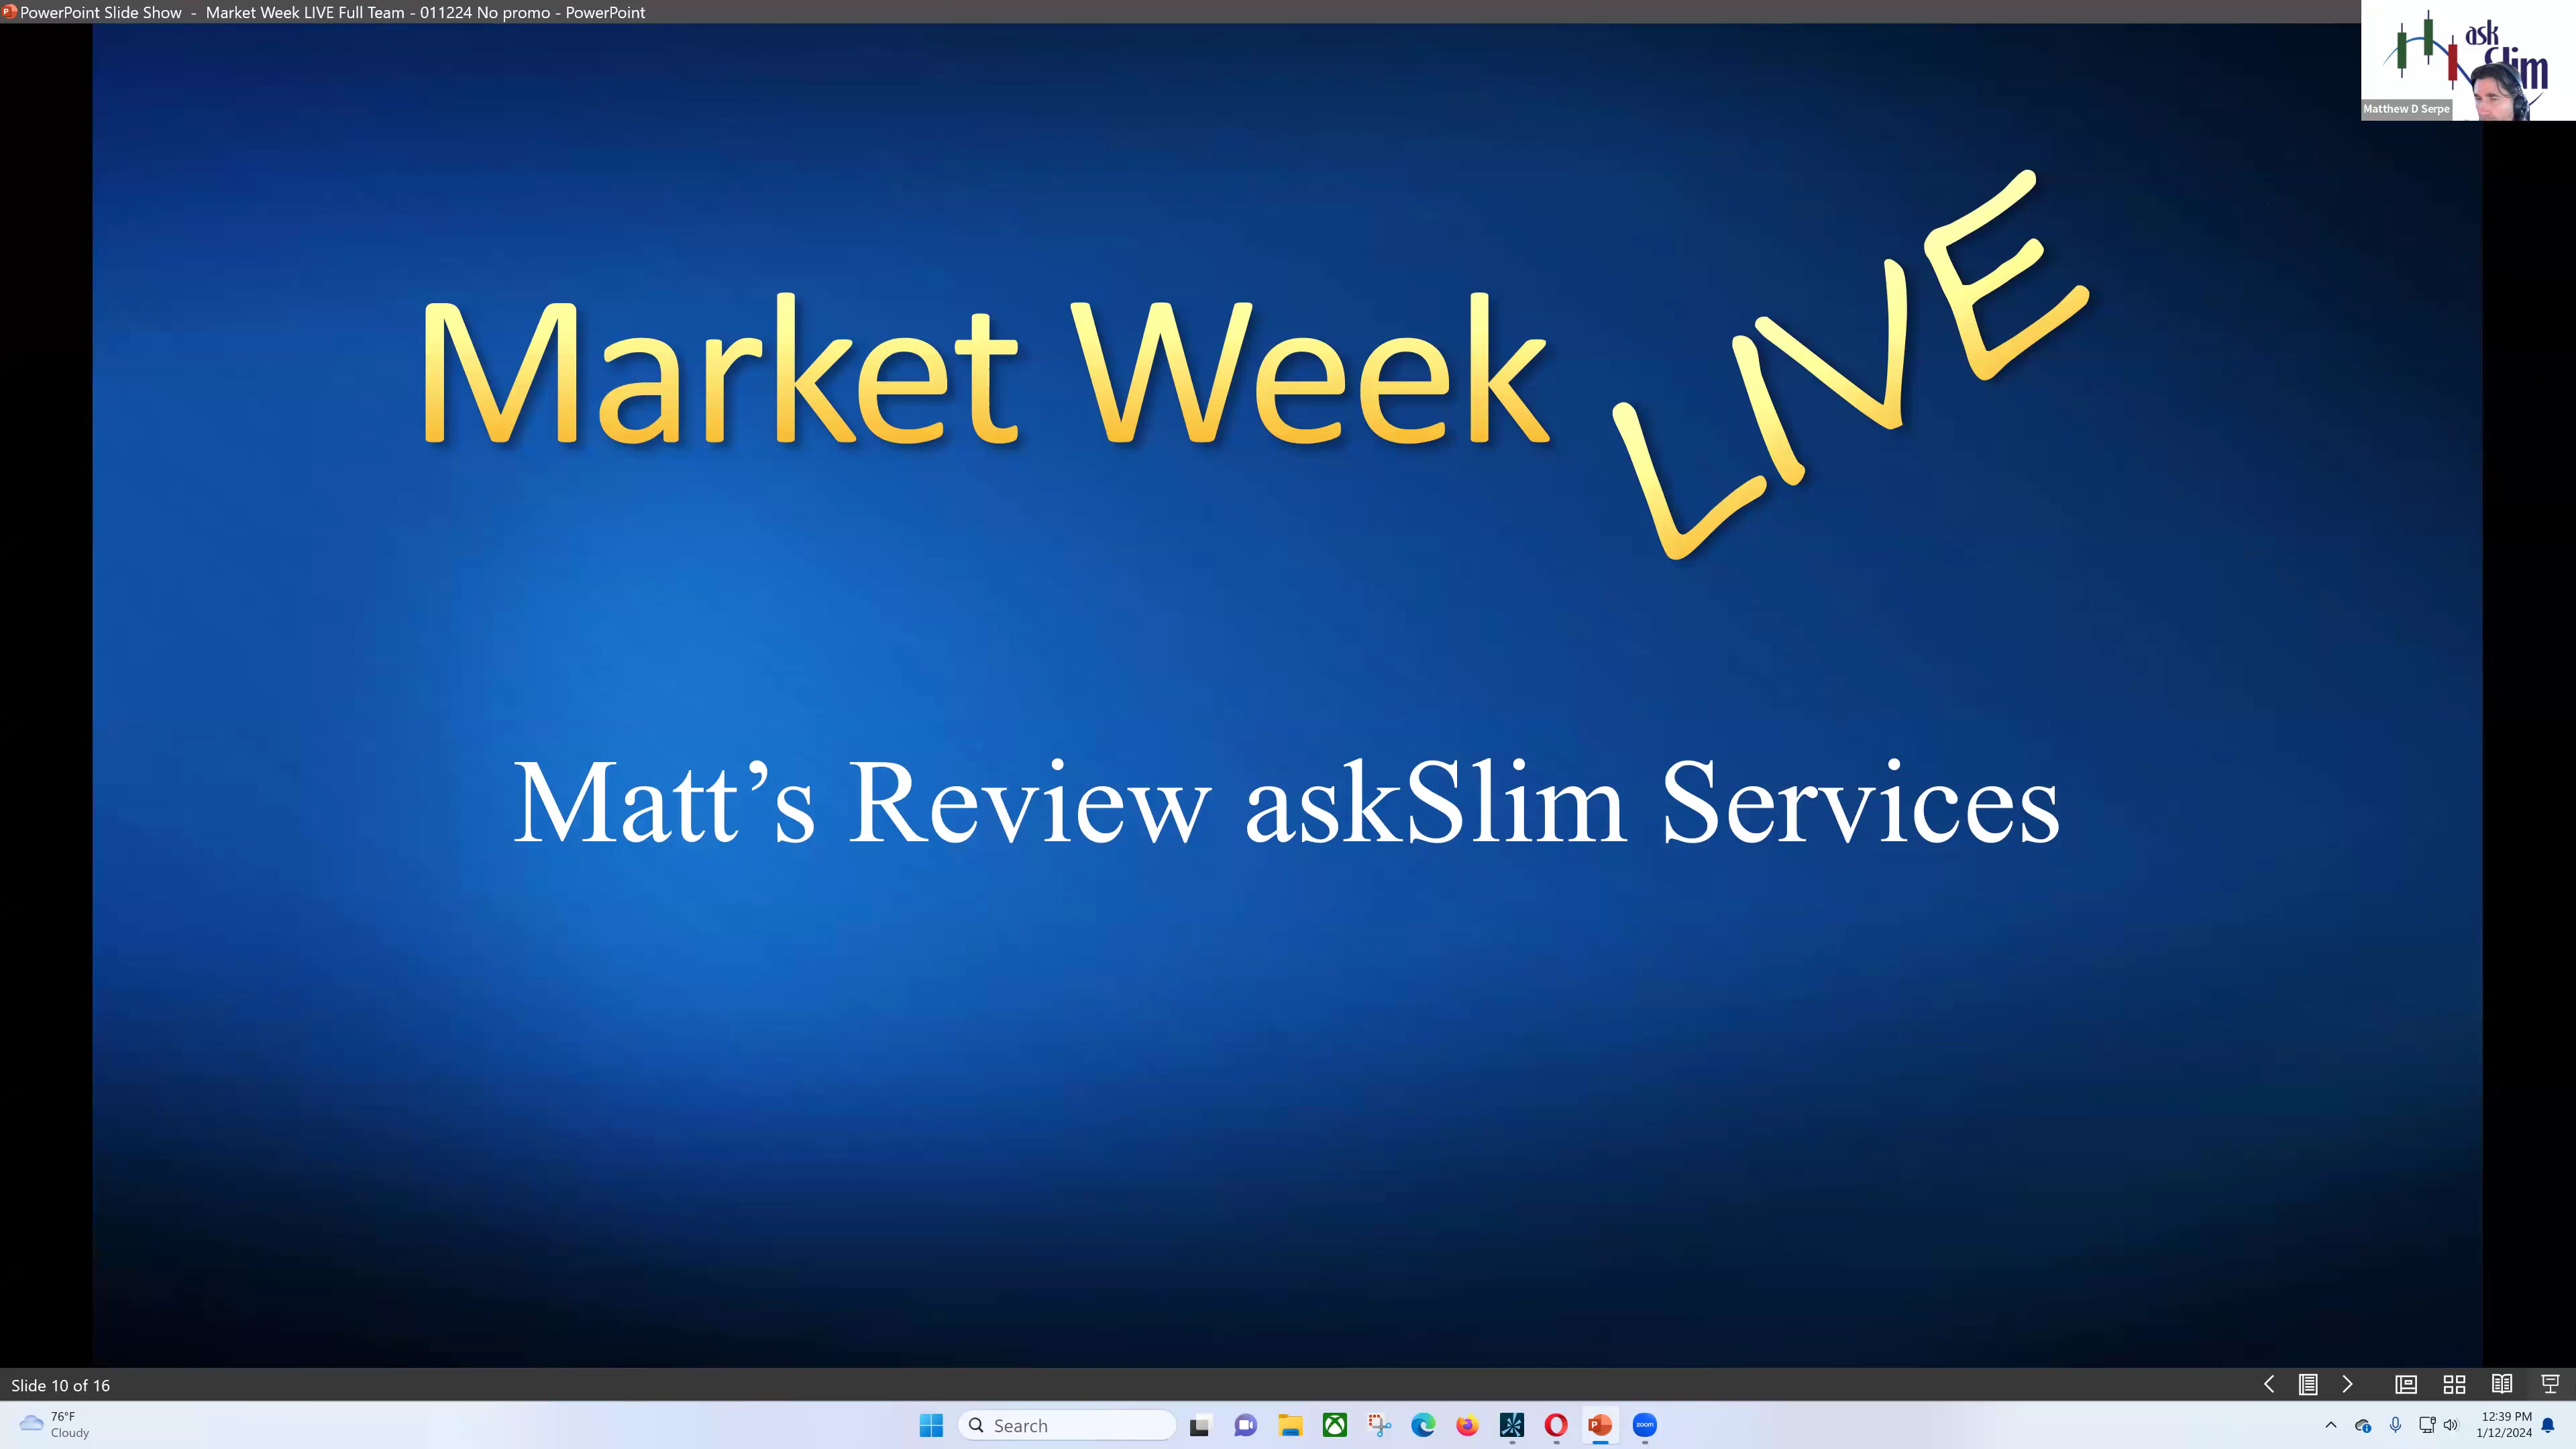 PowerPoint Slide Show - Market Week LIVE Full Team - 011224 No promo - PowerPoint
ask
Slim
Matthew D Serpe
Market Week LIVE
Matt’s Review askSlim Services
Slide 10 of 16
76°F
Cloudy
Search
zoom
12:39 PM
1/12/2024